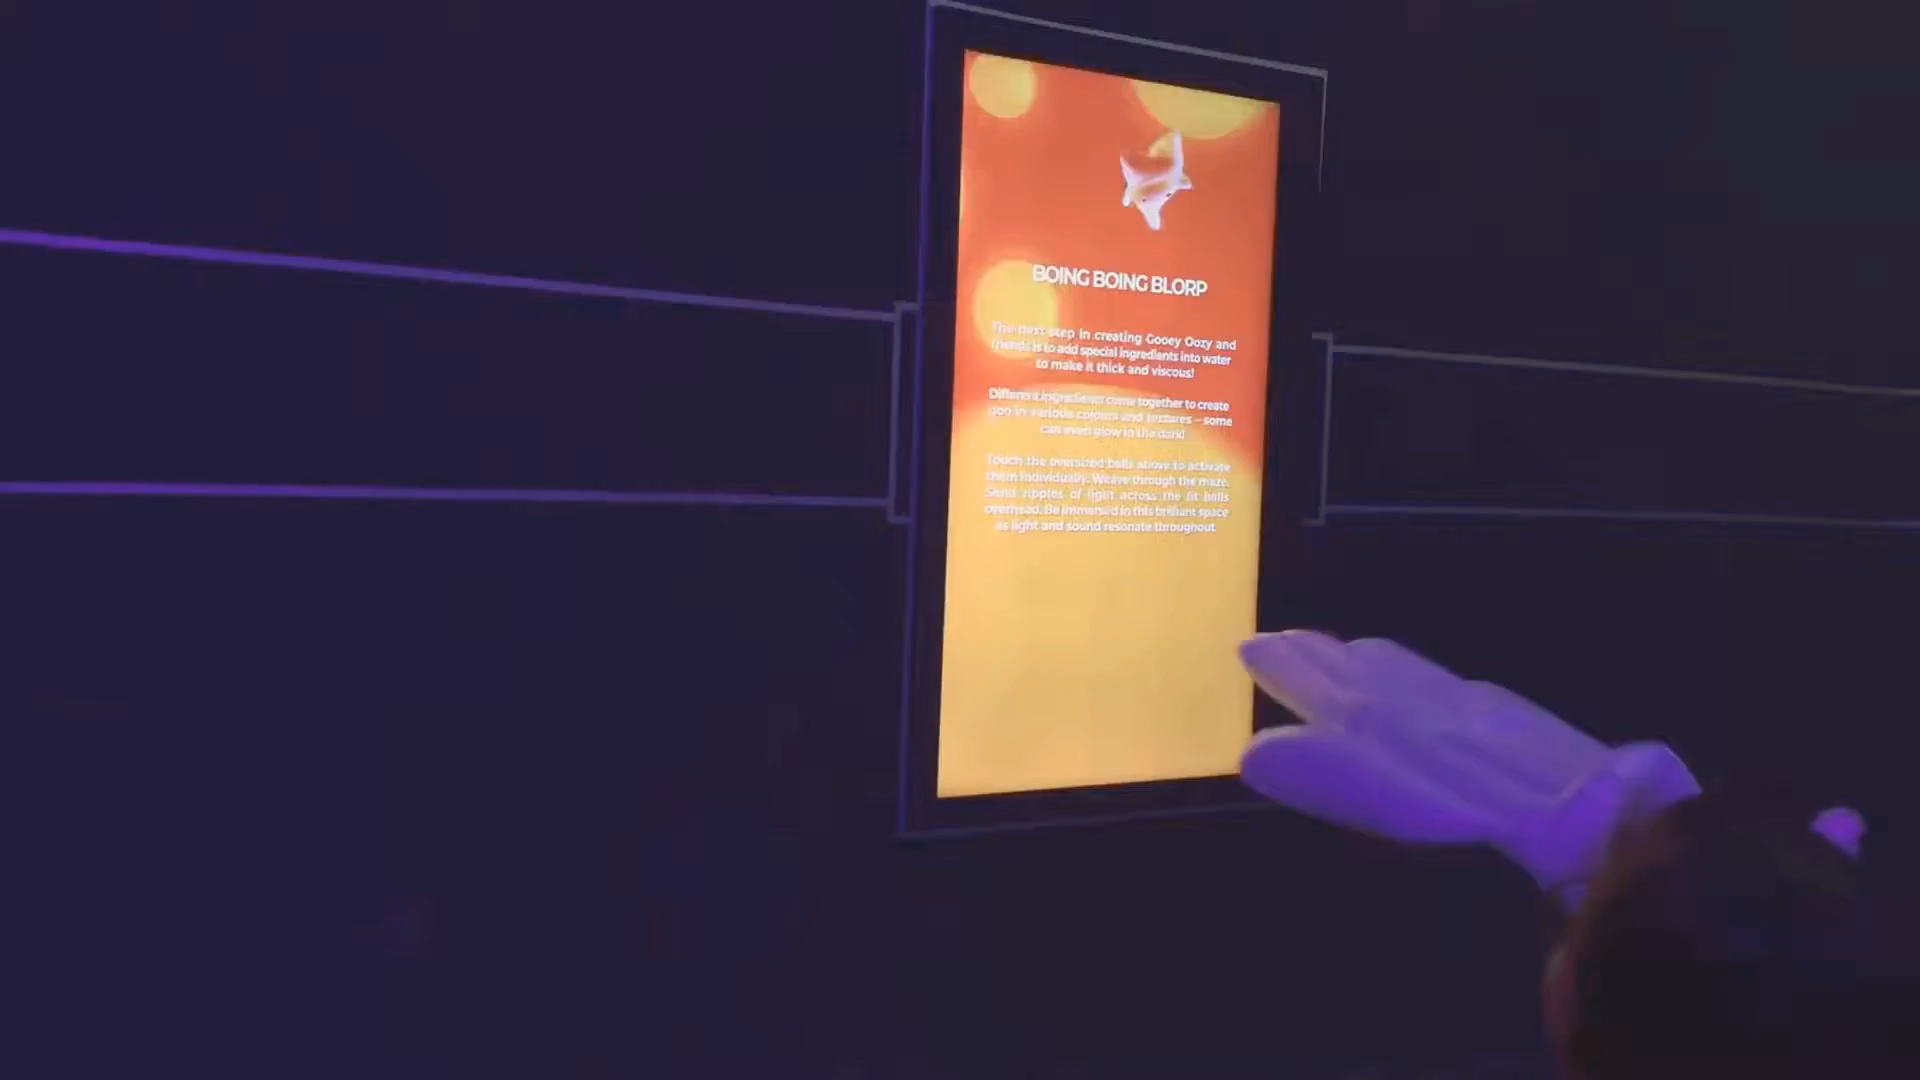 BOING BOING BLORP
The next step in creating Gooey Oozy and
friends is to add special ingredients into water
to make it thick and viscous!
Different ingredients come together to create
goo in various colours and textures – some
can even glow in the dark!
Touch the oversized balls above to activate
them individually. Weave through the maze.
Send ripples of light across the lit balls
overhead. Be immersed in this brilliant space
as light and sound resonate throughout.